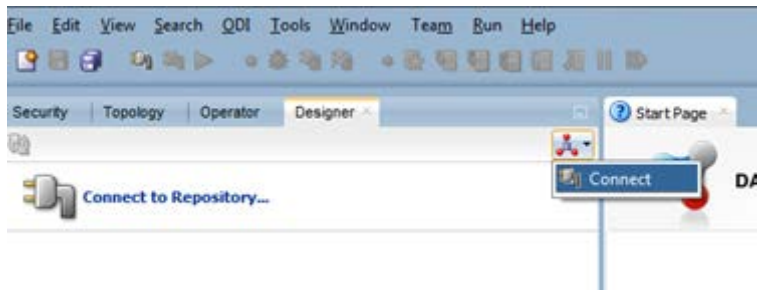 File Edit View Search ODI Tools Window Team Run Help
Security Topology Operator Designer Start Page
Connect
Connect to Repository...
DA